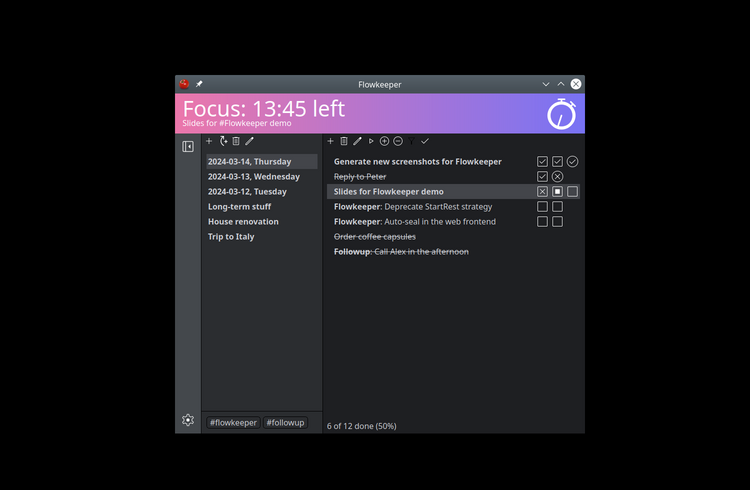 Flowkeeper
Focus: 13:45 left
Slides for #Flowkeeper demo
2024-03-14, Thursday
2024-03-13, Wednesday
2024-03-12, Tuesday
Long-term stuff
House renovation
Trip to Italy
#flowkeeper #followup
Generate new screenshots for Flowkeeper
Reply to Peter
Slides for Flowkeeper demo
Flowkeeper: Deprecate StartRest strategy
Flowkeeper: Auto-seal in the web frontend
Order coffee capsules
Followup: Call Alex in the afternoon
6 of 12 done (50%)